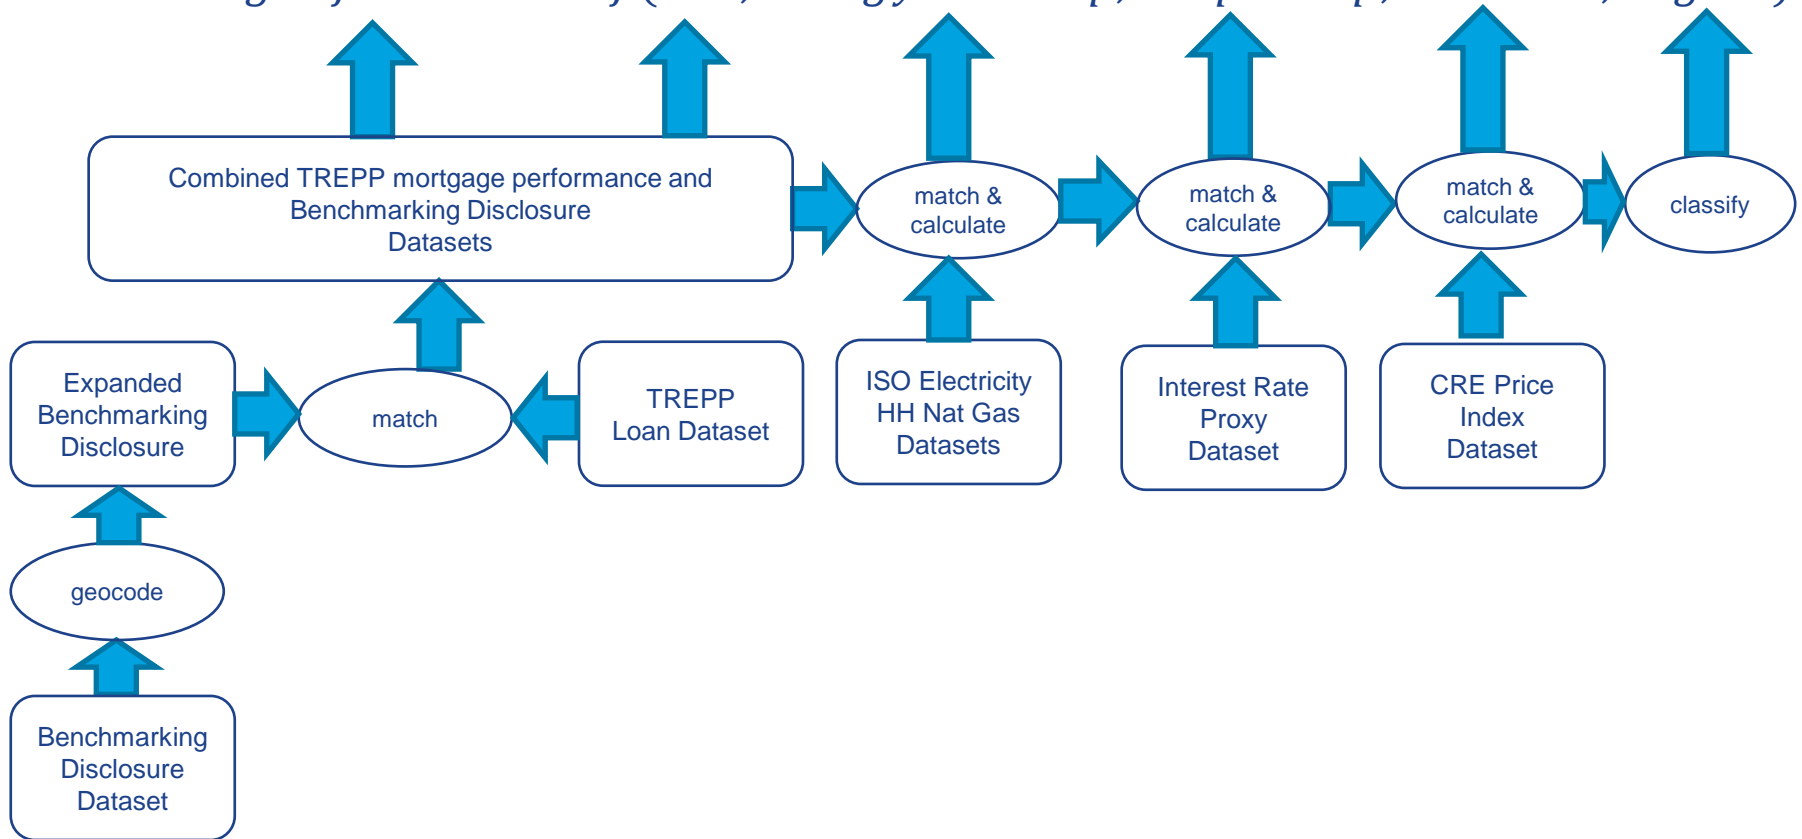 Combined TREPP mortgage performance and
Benchmarking Disclosure
Datasets
match &
calculate
match &
calculate
match &
calculate
classify
Expanded
Benchmarking
Disclosure
match
TREPP
Loan Dataset
ISO Electricity
HH Nat Gas
Datasets
Interest Rate
Proxy
Dataset
CRE Price
Index
Dataset
geocode
Benchmarking
Disclosure
Dataset